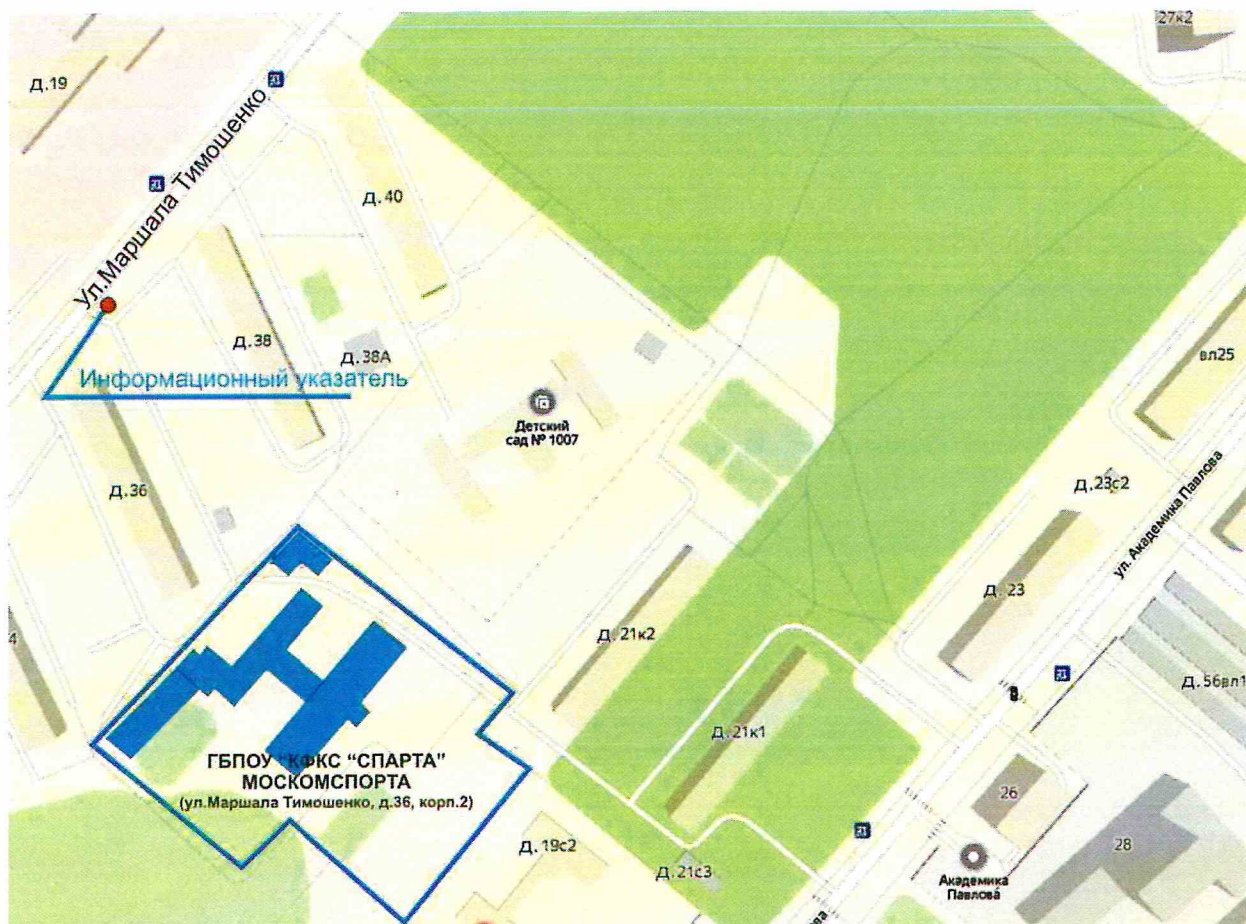 27к2
Д.19
Ул.Маршала Тимошенко
Д.40
Д.38
Д.38А
вл25
Информационный указатель
Детский
сад № 1007
Д.36
Д.23с2
ул. Академика Павлова
Д. 23
4
Д. 21к2
Д.56вл1
Д.21к1
ГБПОУ "КФКС "СПАРТА"
МОСКОМСПОРТА
(ул.Маршала Тимошенко, д.36, корп.2)
26
28
Д.19с2
Д.21с3
Академика
Павлова